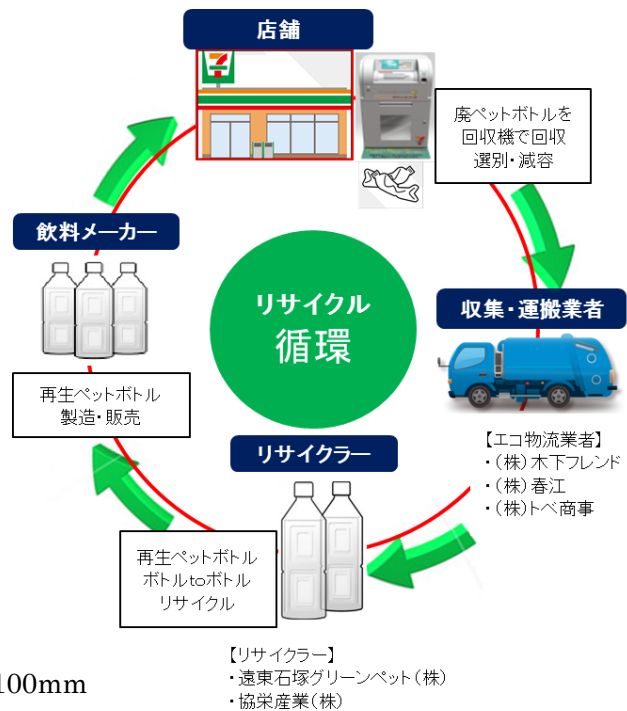 店舗
7
廃ペットボトルを
回収機で回収
選別・減容
飲料メーカー
収集・運搬業者
リサイクル
循環
再生ペットボトル
製造・販売
【エコ物流業者】
・（株）木下フレンド
・（株）春江
・（株）トベ商事
リサイクラー
再生ペットボトル
ボトルtoボトル
リサイクル
【リサイクラー】
・遠東石塚グリーンペット（株）
・協栄産業（株）
100mm